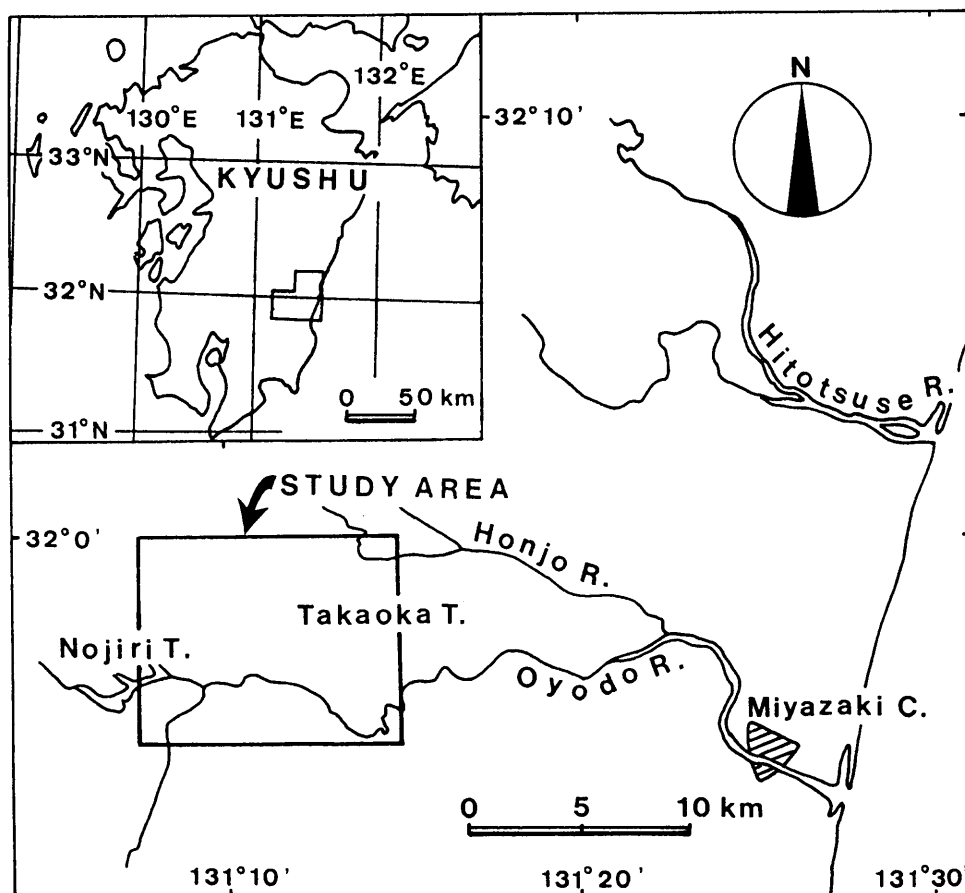 132°E
130°E
131°E
33°N
KYUSHU
32°N
0 50 km
31°N
N
32°10'
Hitotsuse R.
STUDY AREA
32°0'
Honjo R.
Takaoka T.
Nojiri T.
Oyodo R.
Miyazaki C.
0 5 10 km
131°10'
131°20'
131°30'